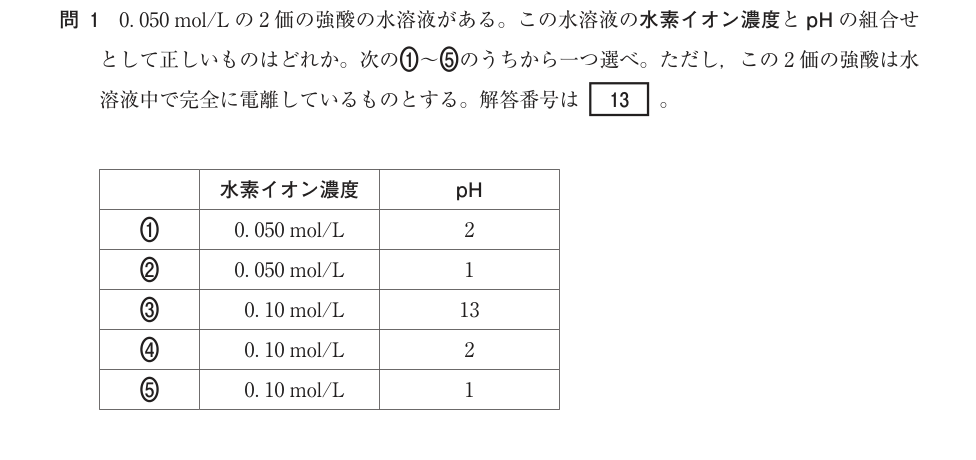 問 1 0.050 mol/L の 2 価の強酸の水溶液がある。この水溶液の水素イオン濃度と pH の組合せ
として正しいものはどれか。次の①～⑤のうちから一つ選べ。ただし，この 2 価の強酸は水
溶液中で完全に電離しているものとする。解答番号は 13 。
水素イオン濃度 pH
① 0.050 mol/L 2
② 0.050 mol/L 1
③ 0.10 mol/L 13
④ 0.10 mol/L 2
⑤ 0.10 mol/L 1